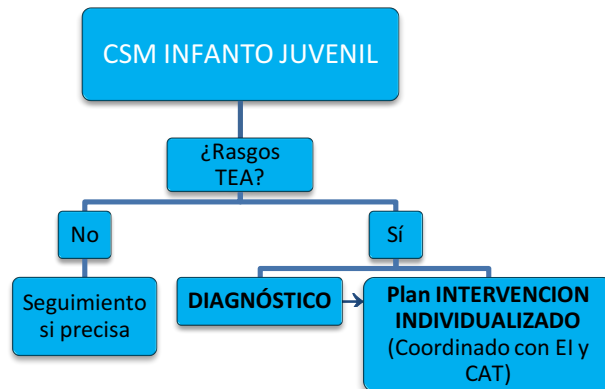 CSM INFANTO JUVENIL
¿Rasgos
TEA?
No
Sí
Seguimiento
si precisa
DIAGNÓSTICO
Plan INTERVENCION
INDIVIDUALIZADO
(Coordinado con EI y
CAT)